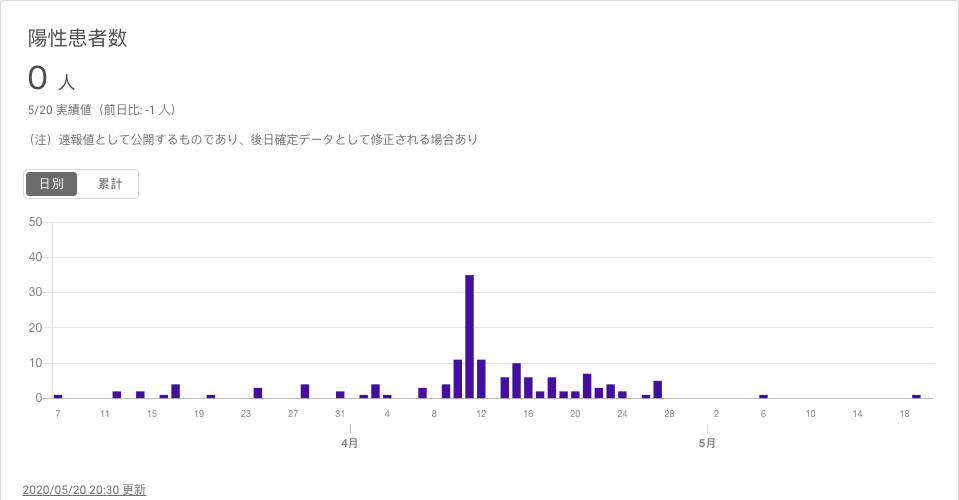 陽性患者数
0 人
5/20 実績値（前日比: -1 人）
（注）速報値として公開するものであり、後日確定データとして修正される場合あり
日別 累計
50
40
30
20
10
0
7 11 15 19 23 27 31 4 8 12 16 20 24 28 2 6 10 14 18
4月 5月
2020/05/20 20:30 更新